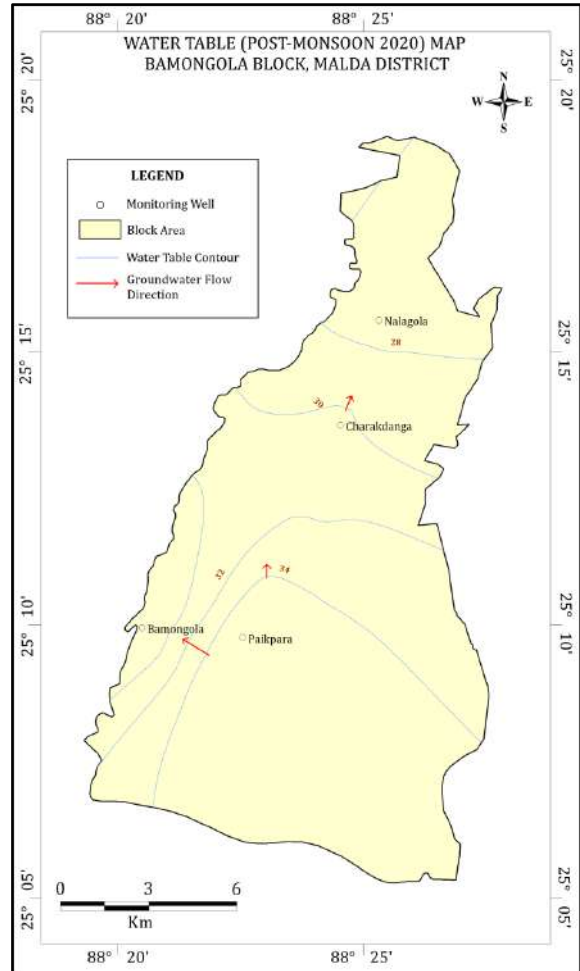 88° 20'
88° 25'
WATER TABLE (POST-MONSOON 2020) MAP
BAMONGOLA BLOCK, MALDA DISTRICT
25° 20'
25° 20'
N
W E
S
LEGEND
Monitoring Well
Block Area
Water Table Contour
Groundwater Flow
Direction
Nalagola
28
25° 15'
25° 15'
30
Charakdanga
32
34
Bamongola
Paikpara
25° 10'
25° 10'
0 3 6
Km
25° 05'
25° 05'
88° 20'
88° 25'